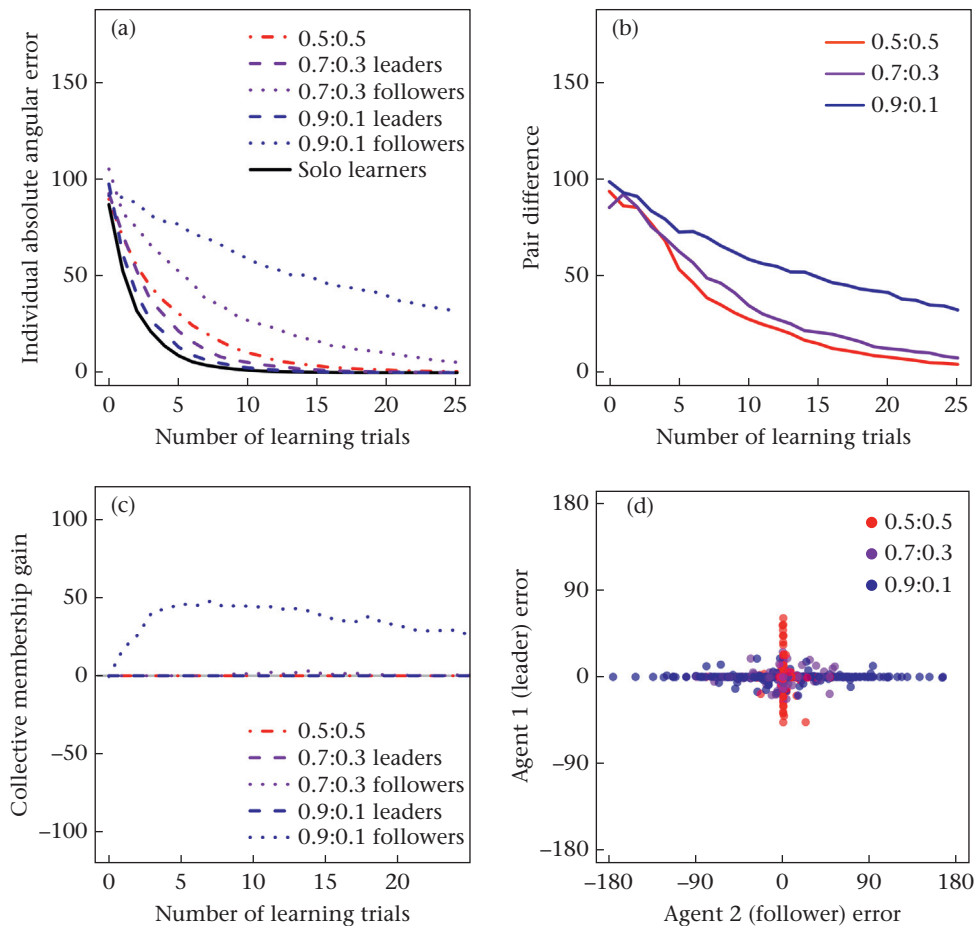 (a)
0.5:0.5
0.7:0.3 leaders
0.7:0.3 followers
0.9:0.1 leaders
0.9:0.1 followers
Solo learners
Individual absolute angular error
150
100
50
0
0 5 10 15 20 25
Number of learning trials
(b)
0.5:0.5
0.7:0.3
0.9:0.1
Pair difference
150
100
50
0
0 5 10 15 20 25
Number of learning trials
(c)
Collective membership gain
100
50
0
–50
–100
0.5:0.5
0.7:0.3 leaders
0.7:0.3 followers
0.9:0.1 leaders
0.9:0.1 followers
0 5 10 15 20
Number of learning trials
(d)
0.5:0.5
0.7:0.3
0.9:0.1
Agent 1 (leader) error
180
90
0
–90
–180
–180 –90 0 90 180
Agent 2 (follower) error